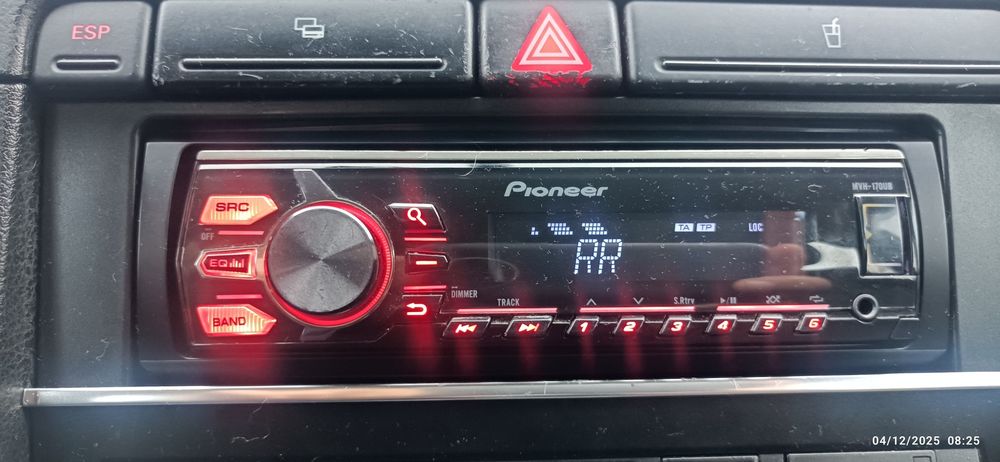 ESP
Pioneer
MVH-170UB
SRC
OFF
TA TP LOC
RR
EQ
DIMMER
TRACK
S.Rtrv
BAND
1 2 3 4 5 6
04/12/2025 08:25